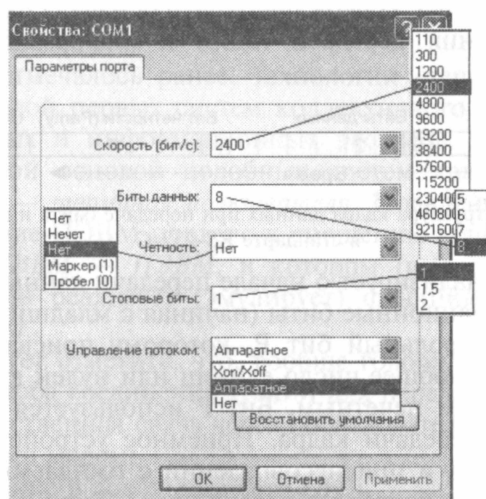 Свойства: COM1
Параметры порта
Скорость (бит/с): 2400
Биты данных: 8
Четность: Нет
Стоповые биты: 1
Управление потоком: Аппаратное
Xon/Xoff
Аппаратное
Нет
Восстановить умолчания
OK
Отмена
Применить
Чет
Нечет
Нет
Маркер (1)
Пробел (0)
110
300
1200
2400
4800
9600
19200
38400
57600
115200
230400
460800
921600
5
6
7
8
1
1,5
2